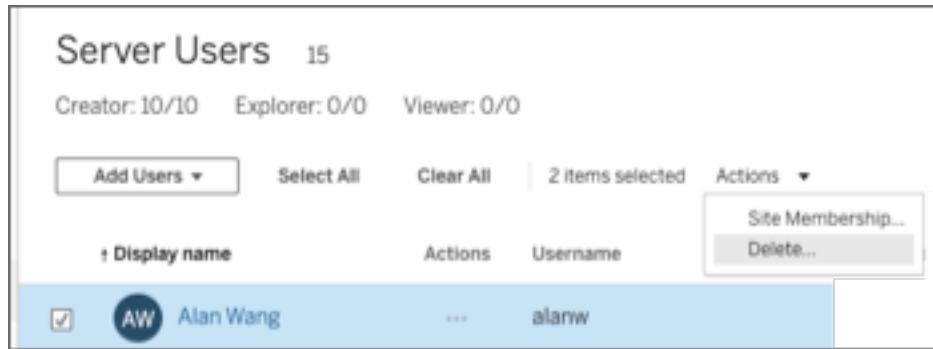 Server Users 15
Creator: 10/10 Explorer: 0/0 Viewer: 0/0
Add Users Select All Clear All 2 items selected Actions
Site Membership...
Delete...
↑ Display name Actions Username
AW Alan Wang ... alanw